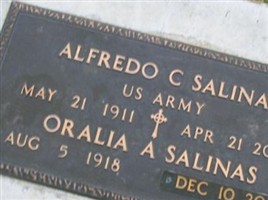 ALFREDO C SALINA
US ARMY
MAY 21 1911 APR 21 20
ORALIA A SALINAS
AUG 5 1918 DEC 10 20